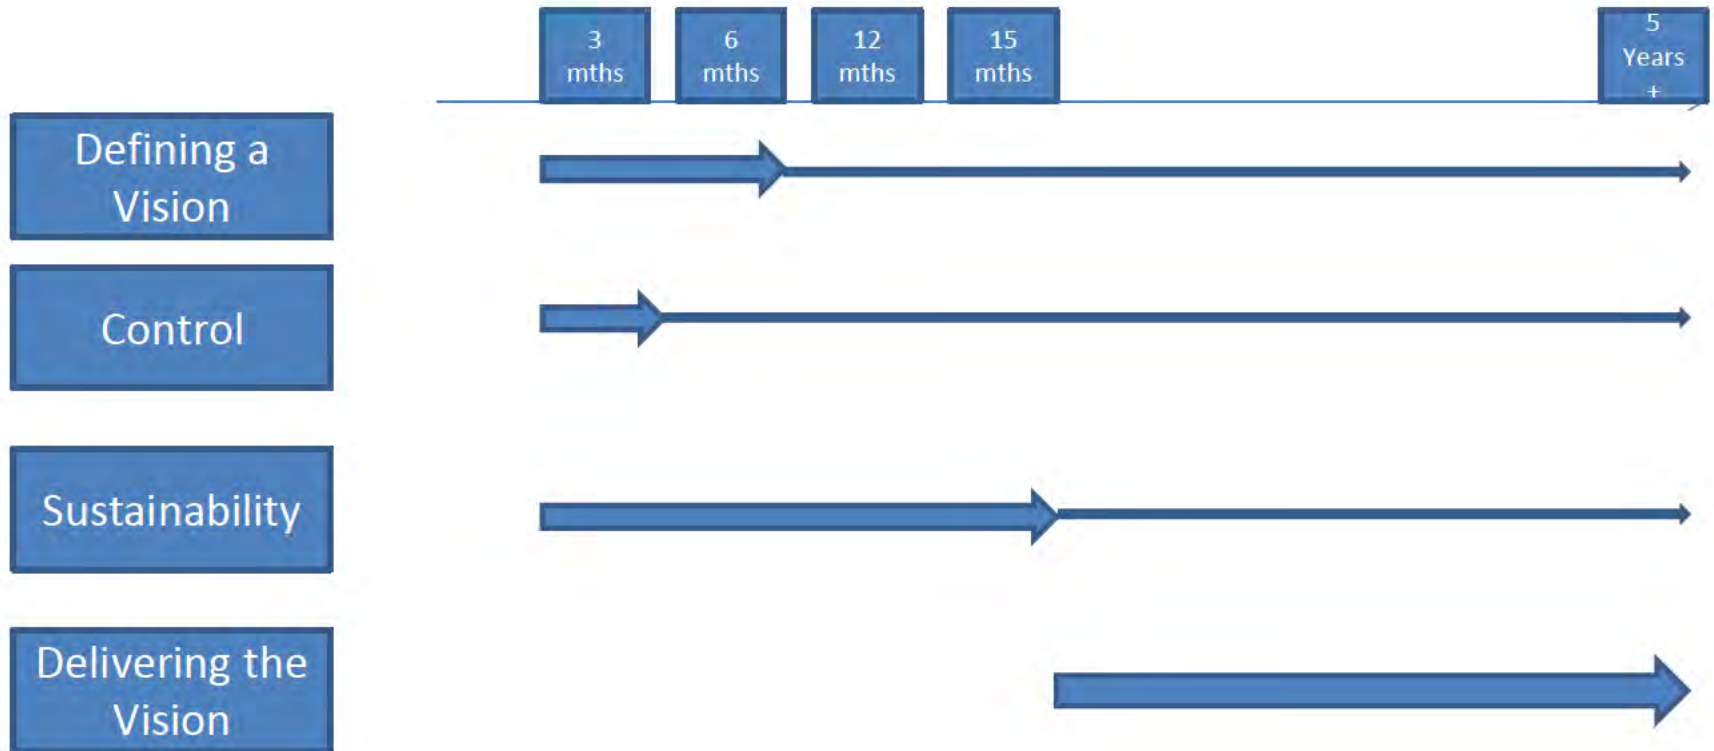 3
mths
6
mths
12
mths
15
mths
5
Years
+
Defining a
Vision
Control
Sustainability
Delivering the
Vision